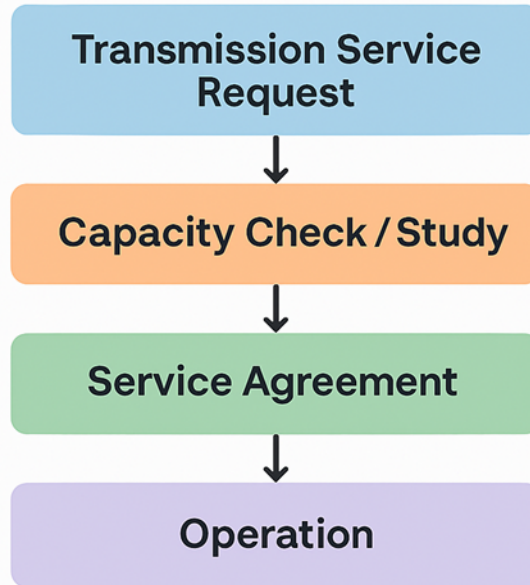 Transmission Service
Request
Capacity Check / Study
Service Agreement
Operation